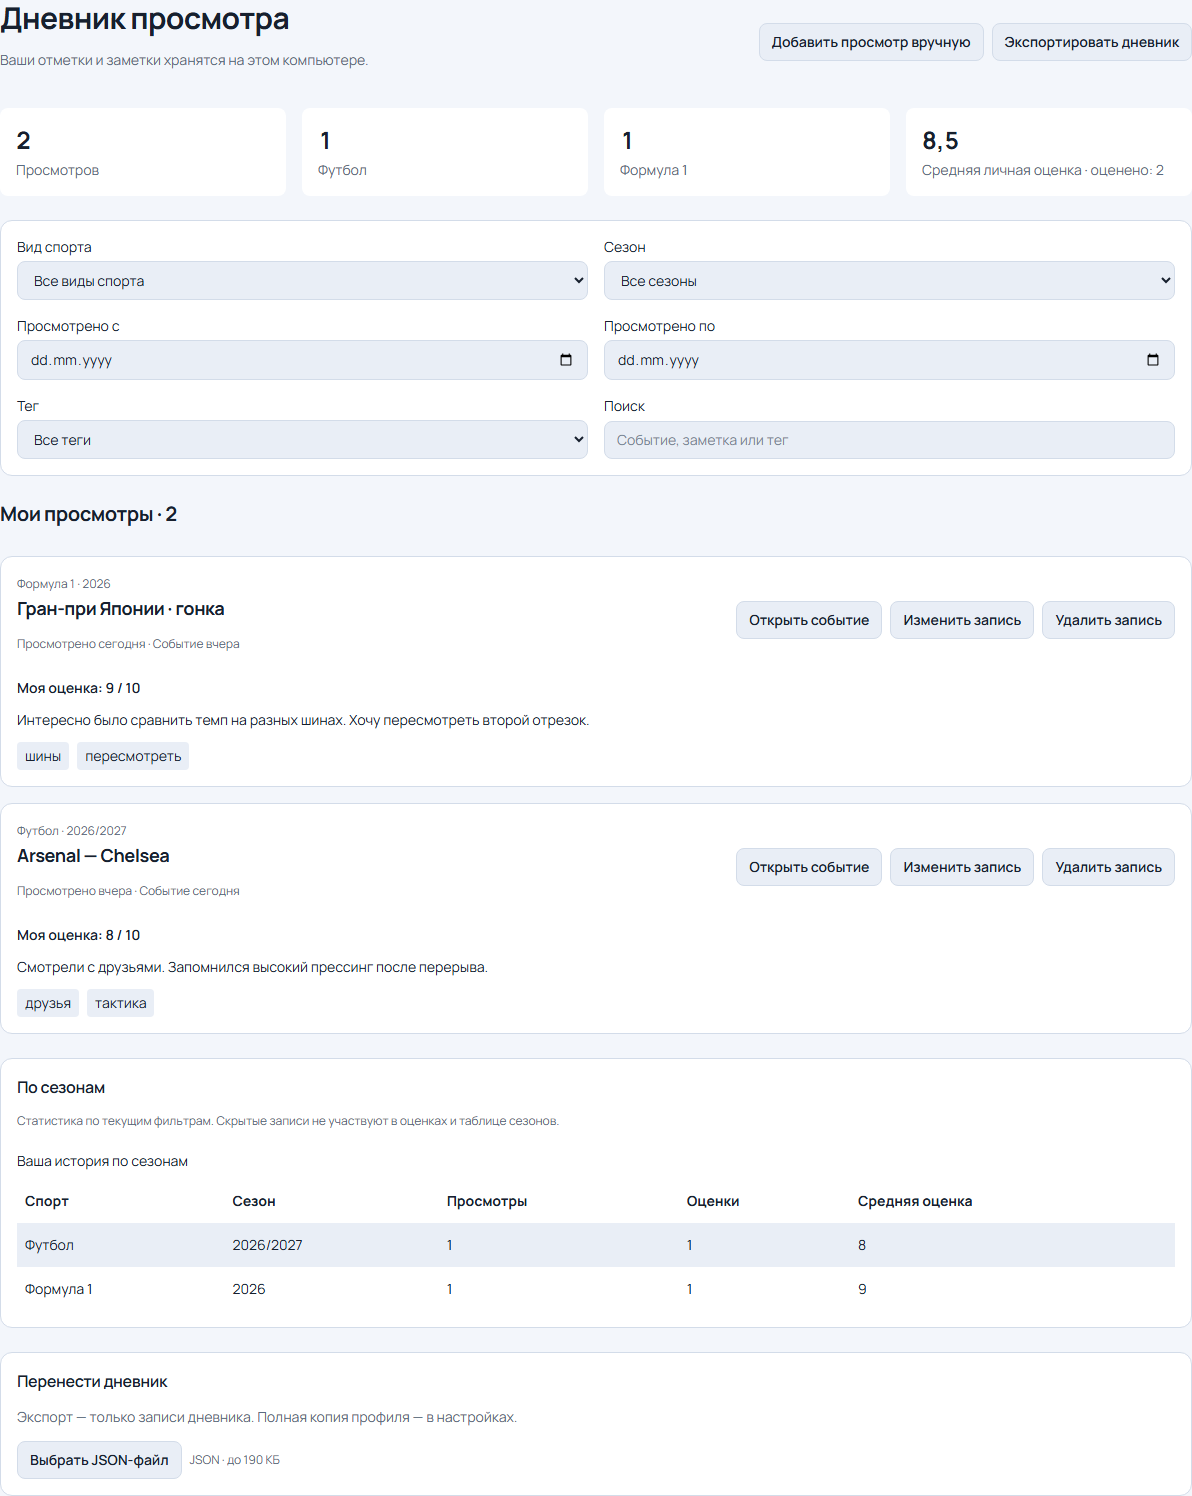 Дневник просмотра
Ваши отметки и заметки хранятся на этом компьютере.
Добавить просмотр вручную
Экспортировать дневник
2
Просмотров
1
Футбол
1
Формула 1
8,5
Средняя личная оценка · оценено: 2
Вид спорта
Все виды спорта
Сезон
Все сезоны
Просмотрено с
dd.mm.yyyy
Просмотрено по
dd.mm.yyyy
Тег
Все теги
Поиск
Событие, заметка или тег
Мои просмотры · 2
Формула 1 · 2026
Гран-при Японии · гонка
Просмотрено сегодня · Событие вчера
Открыть событие
Изменить запись
Удалить запись
Моя оценка: 9 / 10
Интересно было сравнить темп на разных шинах. Хочу пересмотреть второй отрезок.
шины
пересмотреть
Футбол · 2026/2027
Arsenal — Chelsea
Просмотрено вчера · Событие сегодня
Открыть событие
Изменить запись
Удалить запись
Моя оценка: 8 / 10
Смотрели с друзьями. Запомнился высокий прессинг после перерыва.
друзья
тактика
По сезонам
Статистика по текущим фильтрам. Скрытые записи не участвуют в оценках и таблице сезонов.
Ваша история по сезонам
Спорт Сезон Просмотры Оценки Средняя оценка
Футбол 2026/2027 1 1 8
Формула 1 2026 1 1 9
Перенести дневник
Экспорт — только записи дневника. Полная копия профиля — в настройках.
Выбрать JSON-файл
JSON · до 190 КБ